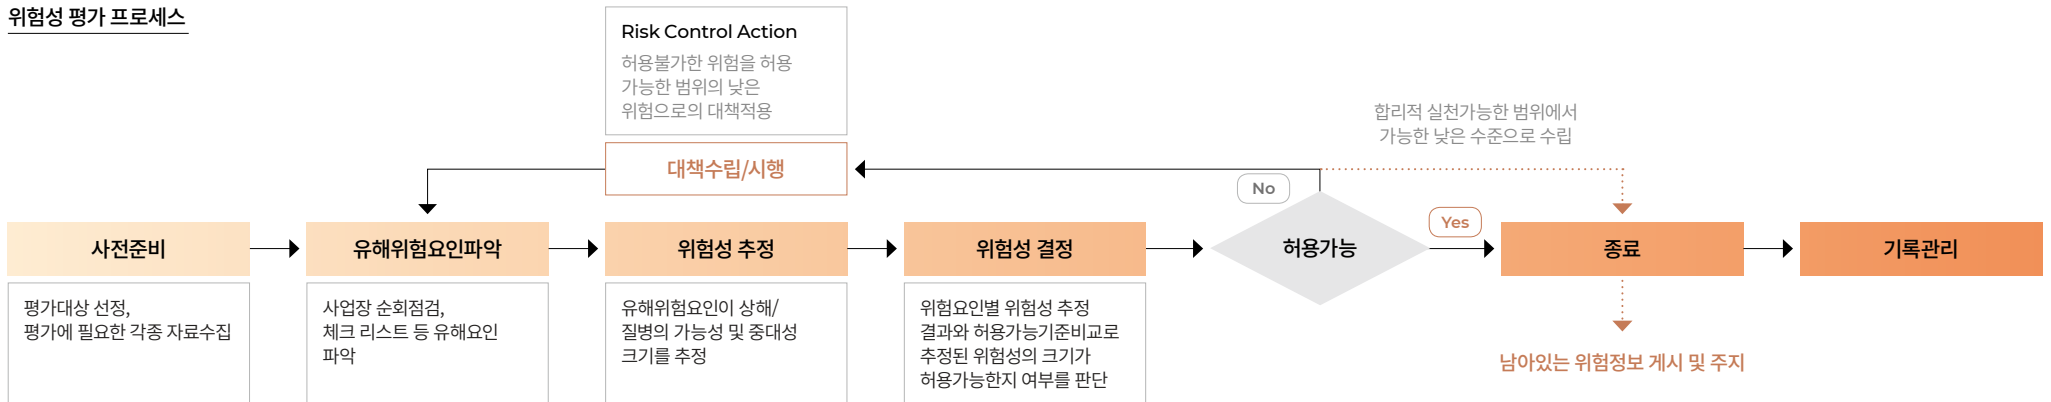 위험성 평가 프로세스
Risk Control Action
허용불가한 위험을 허용
가능한 범위의 낮은
위험으로의 대책적용
대책수립/시행
합리적 실천가능한 범위에서
가능한 낮은 수준으로 수립
No
Yes
사전준비
유해위험요인파악
위험성 추정
위험성 결정
허용가능
종료
기록관리
평가대상 선정,
평가에 필요한 각종 자료수집
사업장 순회점검,
체크 리스트 등 유해요인
파악
유해위험요인이 상해/
질병의 가능성 및 중대성
크기를 추정
위험요인별 위험성 추정
결과와 허용가능기준비교로
추정된 위험성의 크기가
허용가능한지 여부를 판단
남아있는 위험정보 게시 및 주지